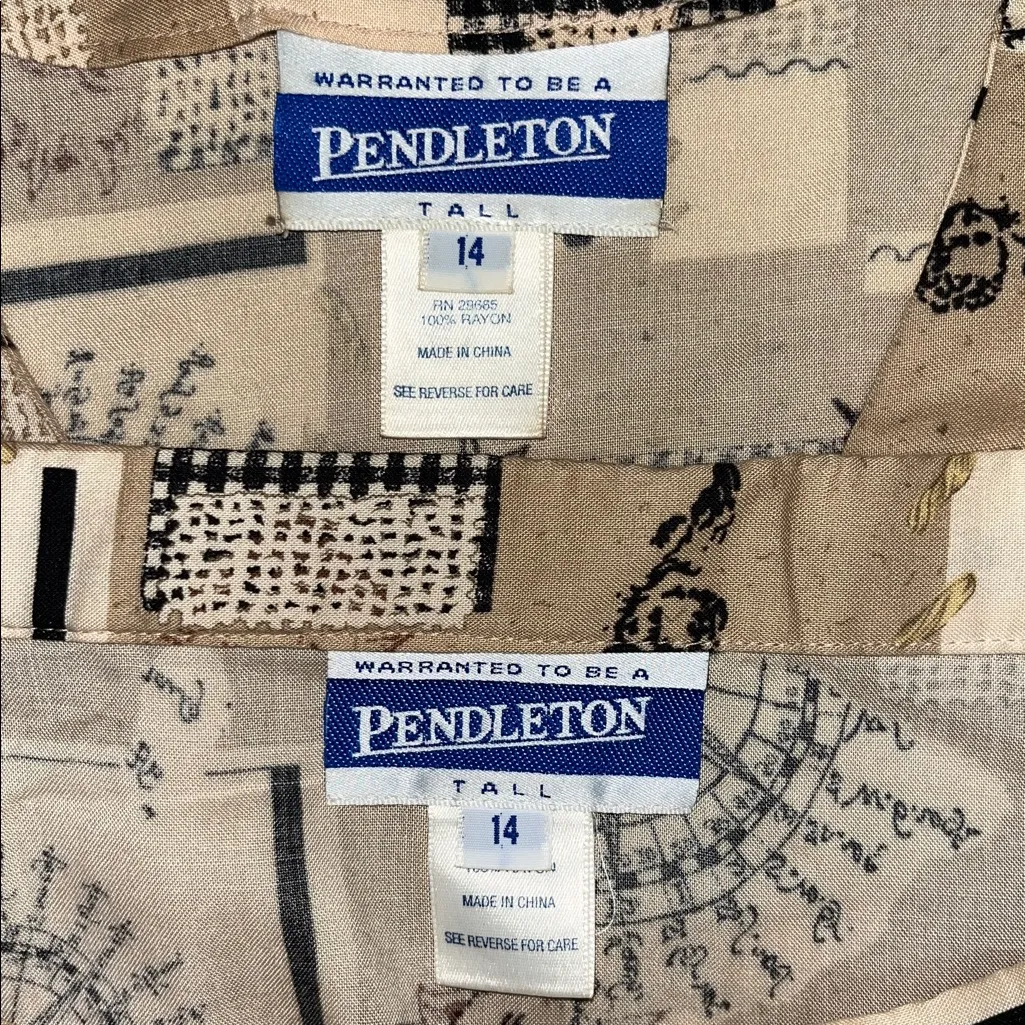 WARRANTED TO BE A
PENDLETON
TALL
14
RN 29665
100% RAYON
MADE IN CHINA
SEE REVERSE FOR CARE
WARRANTED TO BE A
PENDLETON
TALL
14
MADE IN CHINA
SEE REVERSE FOR CARE